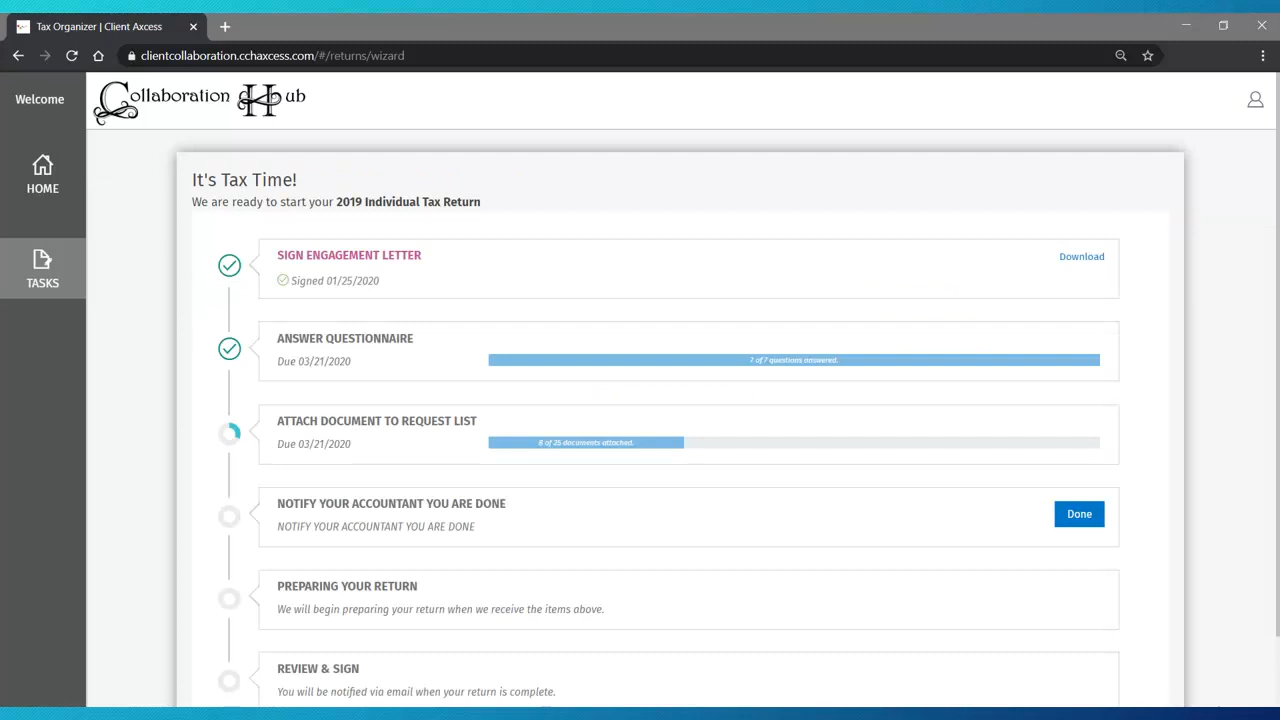 Tax Organizer | Client Axcess
clientcollaboration.cchaxcess.com/#/returns/wizard
Welcome
Collaboration Hub
HOME
TASKS
It's Tax Time!
We are ready to start your 2019 Individual Tax Return
SIGN ENGAGEMENT LETTER
Download
Signed 01/25/2020
ANSWER QUESTIONNAIRE
Due 03/21/2020
7 of 7 questions answered.
ATTACH DOCUMENT TO REQUEST LIST
Due 03/21/2020
8 of 25 documents attached.
NOTIFY YOUR ACCOUNTANT YOU ARE DONE
NOTIFY YOUR ACCOUNTANT YOU ARE DONE
Done
PREPARING YOUR RETURN
We will begin preparing your return when we receive the items above.
REVIEW & SIGN
You will be notified via email when your return is complete.